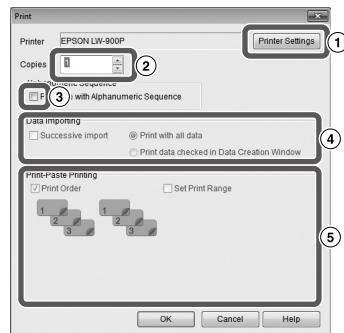 Print
Printer EPSON LW-900P Printer Settings 1
Copies 1 2
Sequence
3 with Alphanumeric Sequence
Data Importing
Successive import Print with all data 4
Print data checked in Data Creation Window
Print-Paste Printing
Print Order Set Print Range
1 1
2 2
3 3
5
OK Cancel Help